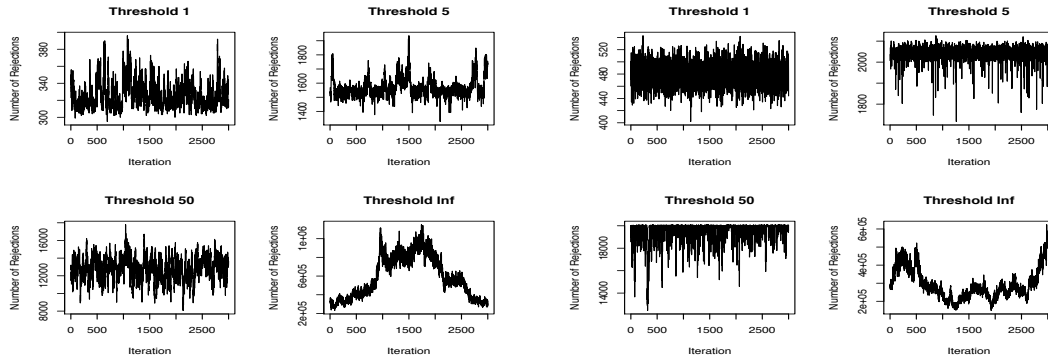 Threshold 1
Number of Rejections
300
340
380
0
500
1500
2500
Iteration
Threshold 5
Number of Rejections
1400
1600
1800
0
500
1500
2500
Iteration
Threshold 1
Number of Rejections
400
440
480
520
0
500
1500
2500
Iteration
Threshold 5
Number of Rejections
1800
2000
0
500
1500
2500
Iteration
Threshold 50
Number of Rejections
8000
12000
16000
0
500
1500
2500
Iteration
Threshold Inf
Number of Rejections
2e+05
6e+05
1e+06
0
500
1500
2500
Iteration
Threshold 50
Number of Rejections
14000
18000
0
500
1500
2500
Iteration
Threshold Inf
Number of Rejections
2e+05
4e+05
6e+05
0
500
1500
2500
Iteration